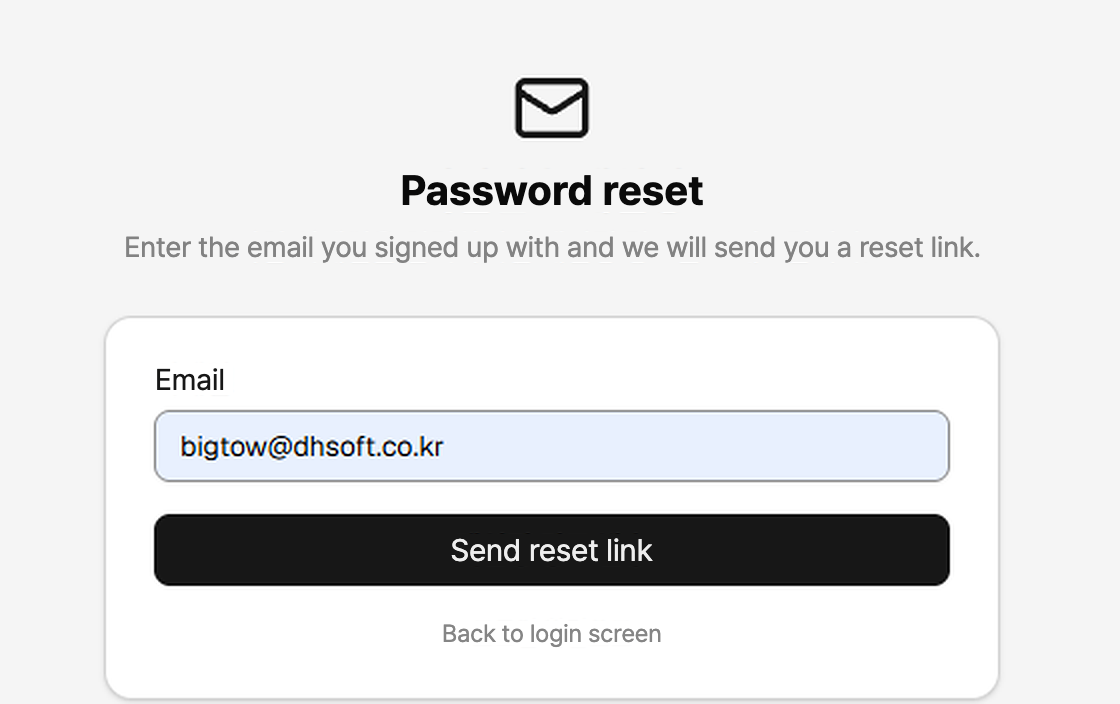 Password reset
Enter the email you signed up with and we will send you a reset link.
Email
bigtow@dhsoft.co.kr
Send reset link
Back to login screen